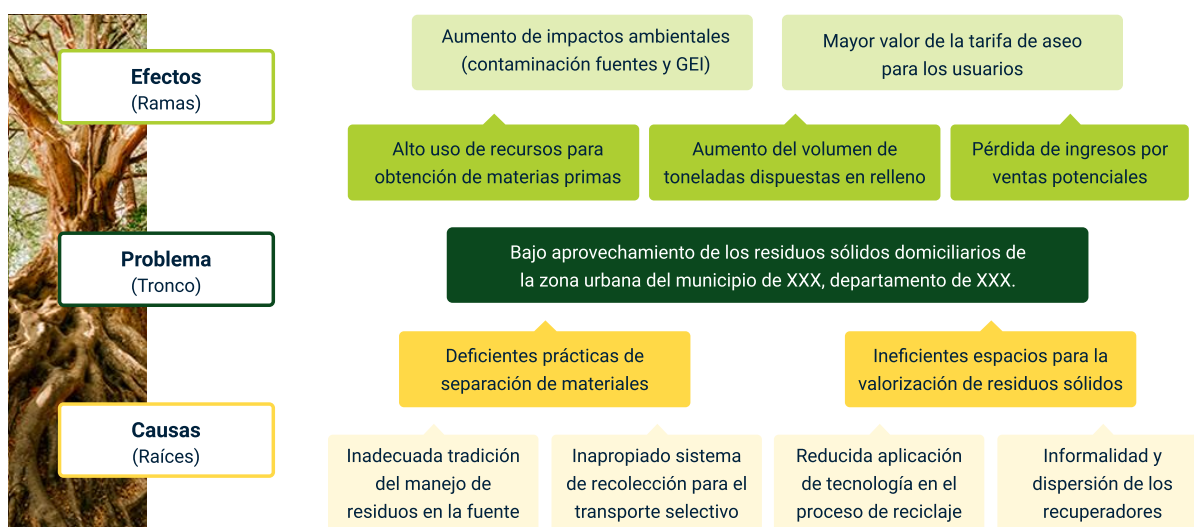 Efectos
(Ramas)
Aumento de impactos ambientales
(contaminación fuentes y GEI)
Mayor valor de la tarifa de aseo
para los usuarios
Alto uso de recursos para
obtención de materias primas
Aumento del volumen de
toneladas dispuestas en relleno
Pérdida de ingresos por
ventas potenciales
Problema
(Tronco)
Bajo aprovechamiento de los residuos sólidos domiciliarios de
la zona urbana del municipio de XXX, departamento de XXX.
Causas
(Raíces)
Deficientes prácticas de
separación de materiales
Ineficientes espacios para la
valorización de residuos sólidos
Inadecuada tradición
del manejo de
residuos en la fuente
Inapropiado sistema
de recolección para el
transporte selectivo
Reducida aplicación
de tecnología en el
proceso de reciclaje
Informalidad y
dispersión de los
recuperadores